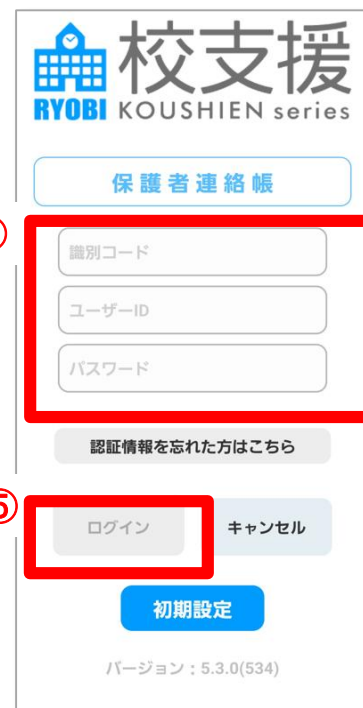 校支援
RYOBI KOUSHIEN series
保護者連絡帳
識別コード
ユーザーID
パスワード
認証情報を忘れた方はこちら
⑤
ログイン キャンセル
初期設定
バージョン：5.3.0(534)